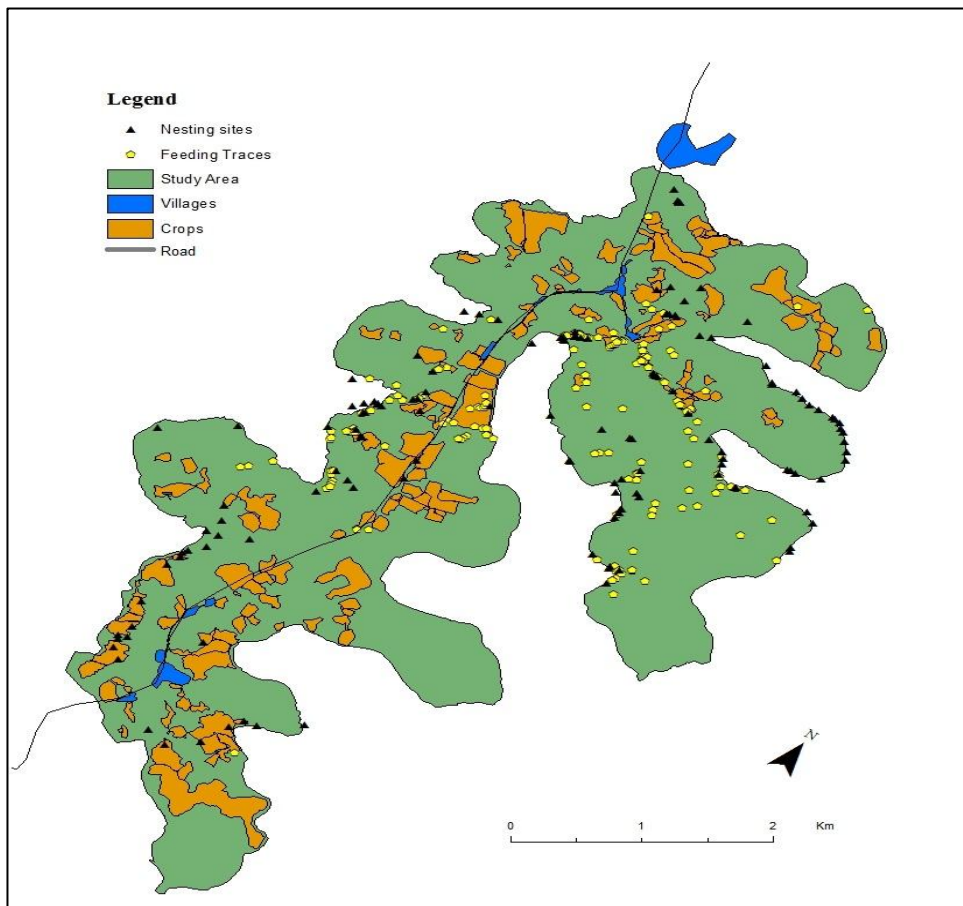 Legend
Nesting sites
Feeding Traces
Study Area
Villages
Crops
Road
N
0 1 2 Km